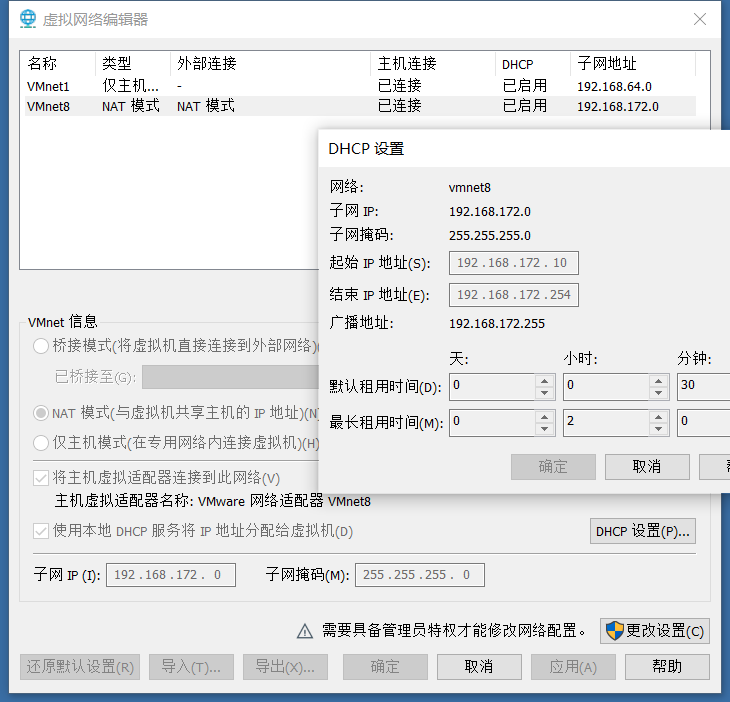 虚拟网络编辑器
名称 类型 外部连接 主机连接 DHCP 子网地址
VMnet1 仅主机... - 已连接 已启用 192.168.64.0
VMnet8 NAT 模式 NAT 模式 已连接 已启用 192.168.172.0
DHCP 设置
网络: vmnet8
子网 IP: 192.168.172.0
子网掩码: 255.255.255.0
起始 IP 地址(S): 192.168.172.10
结束 IP 地址(E): 192.168.172.254
广播地址: 192.168.172.255
天: 小时: 分钟:
默认租用时间(D): 0 0 30
最长租用时间(M): 0 2 0
确定 取消
VMnet 信息
桥接模式(将虚拟机直接连接到外部网络)(
已桥接至(G):
NAT 模式(与虚拟机共享主机的 IP 地址)(N)
仅主机模式(在专用网络内连接虚拟机)(H)
将主机虚拟适配器连接到此网络(V)
主机虚拟适配器名称: VMware 网络适配器 VMnet8
使用本地 DHCP 服务将 IP 地址分配给虚拟机(D) DHCP 设置(P)...
子网 IP (I): 192.168.172. 0 子网掩码(M): 255.255.255. 0
需要具备管理员特权才能修改网络配置。 更改设置(C)
还原默认设置(R) 导入(T)... 导出(X)... 确定 取消 应用(A) 帮助